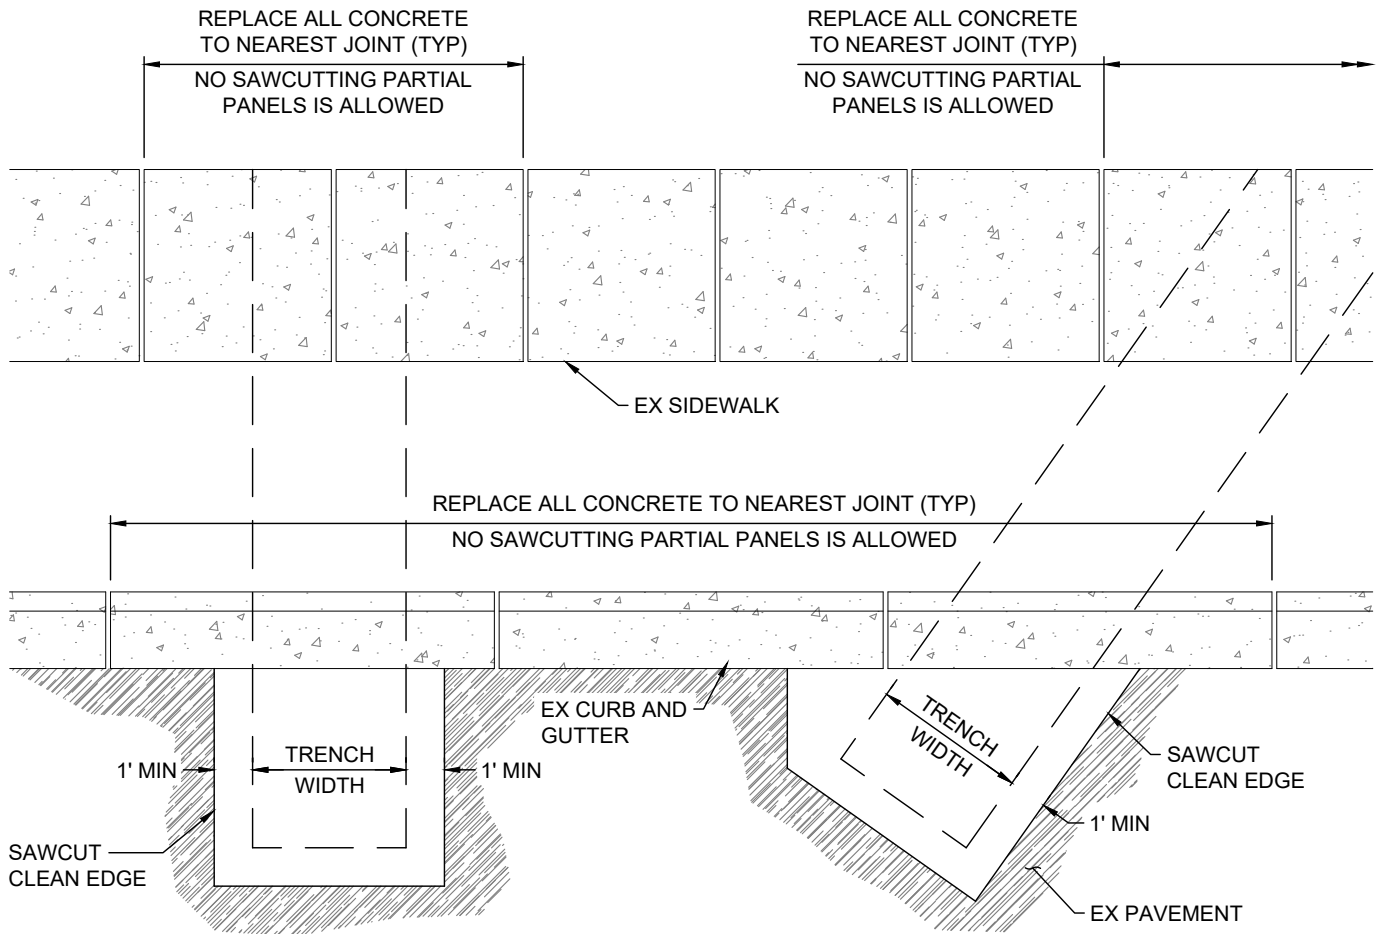 REPLACE ALL CONCRETE
TO NEAREST JOINT (TYP)
NO SAWCUTTING PARTIAL
PANELS IS ALLOWED
REPLACE ALL CONCRETE
TO NEAREST JOINT (TYP)
NO SAWCUTTING PARTIAL
PANELS IS ALLOWED
EX SIDEWALK
REPLACE ALL CONCRETE TO NEAREST JOINT (TYP)
NO SAWCUTTING PARTIAL PANELS IS ALLOWED
EX CURB AND
GUTTER
TRENCH
WIDTH
1' MIN
1' MIN
TRENCH
WIDTH
SAWCUT
CLEAN EDGE
1' MIN
SAWCUT
CLEAN EDGE
EX PAVEMENT